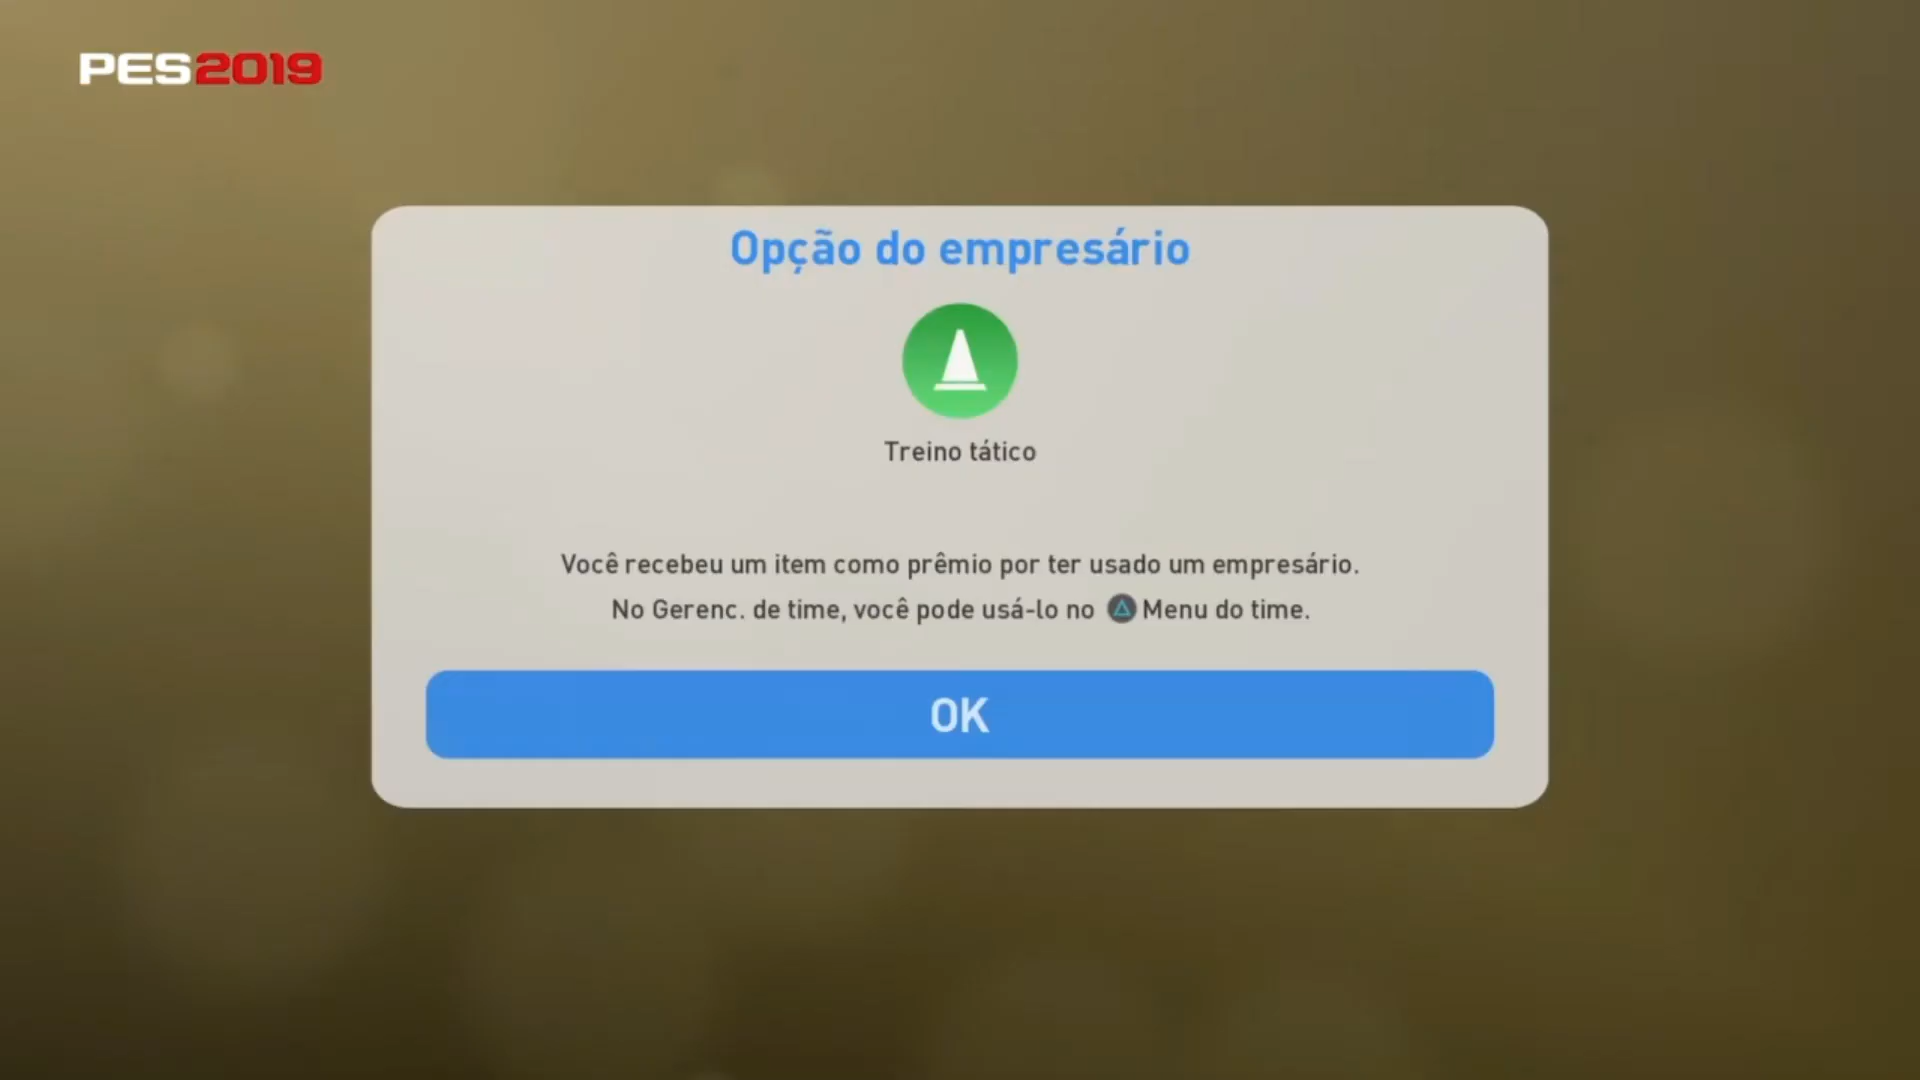 PES2019
Opção do empresário
Treino tático
Você recebeu um item como prêmio por ter usado um empresário.
No Gerenc. de time, você pode usá-lo no Menu do time.
OK